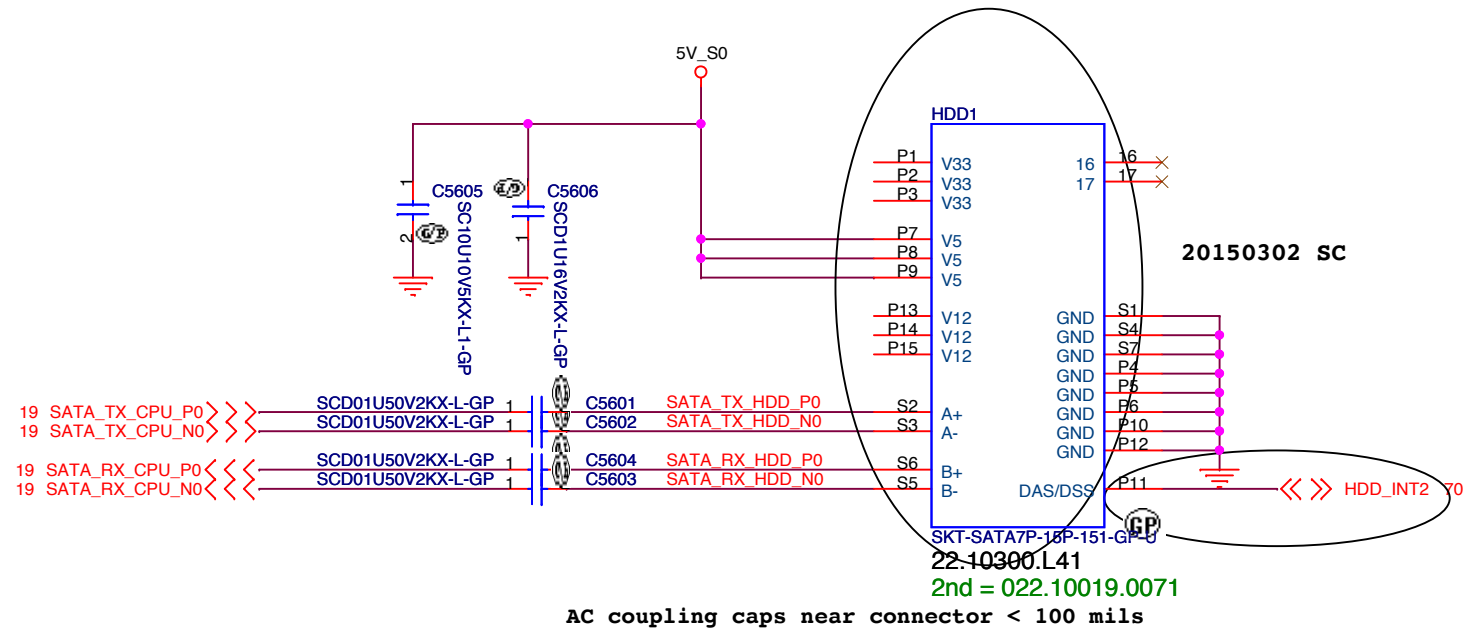 5V_S0
HDD1
P1 V33 16 16
P2 V33 17 17
P3 V33
C5605
C5606
1
2
1
G/P
SC10U10V5KX-L1-GP
SCD1U16V2KX-L-GP
P7 V5
P8 V5
P9 V5
20150302 SC
P13 V12 GND S1
P14 V12 GND S4
P15 V12 GND S7
GND P4
GND P5
19 SATA_TX_CPU_P0 SCD01U50V2KX-L-GP 1 C5601 SATA_TX_HDD_P0 S2 A+ GND P6
19 SATA_TX_CPU_N0 SCD01U50V2KX-L-GP 1 C5602 SATA_TX_HDD_N0 S3 A- GND P10
GND P12
19 SATA_RX_CPU_P0 SCD01U50V2KX-L-GP 1 C5604 SATA_RX_HDD_P0 S6 B+
19 SATA_RX_CPU_N0 SCD01U50V2KX-L-GP 1 C5603 SATA_RX_HDD_N0 S5 B- DAS/DSS P11 HDD_INT2 70
GP
SKT-SATA7P-15P-151-GP-U
22.10300.L41
2nd = 022.10019.0071
AC coupling caps near connector < 100 mils